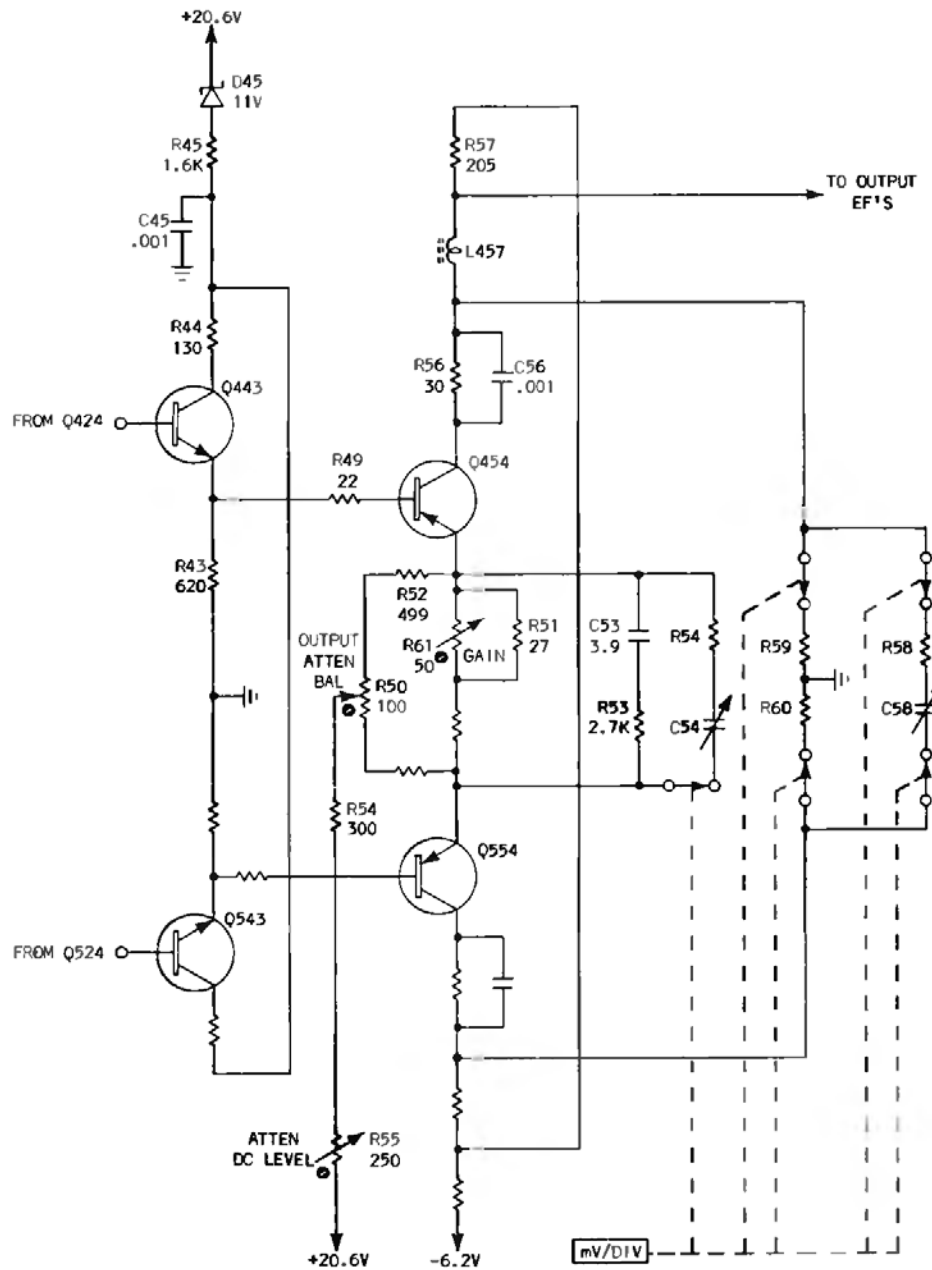 +20.6V
D45
11V
R45
1.6K
C45
.001
R44
130
Q443
FROM Q424
R49
22
R43
620
R57
205
TO OUTPUT
EF'S
L457
R56
30
C56
.001
Q454
R52
499
R61
50
GAIN
R51
27
OUTPUT
ATTEN
BAL
R50
100
C53
3.9
R53
2.7K
R54
C54
R59
R60
R58
C58
R54
300
Q554
Q543
FROM Q524
ATTEN
DC LEVEL
R55
250
+20.6V
-6.2V
mV/DIV